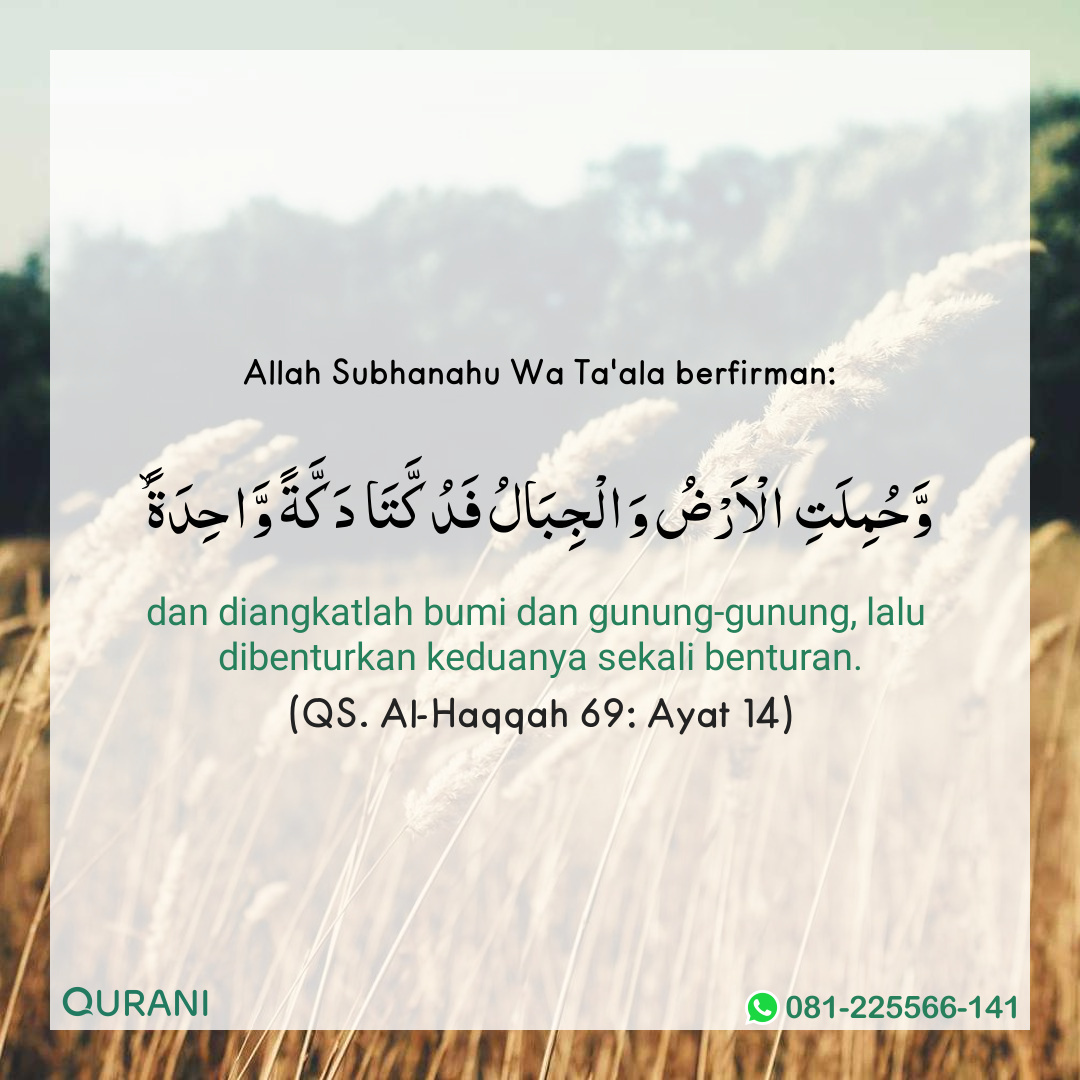 Allah Subhanahu Wa Ta'ala berfirman:
وَّحُمِلَتِ الْاَرْضُ وَالْجِبَالُ فَدُكَّتَا دَكَّةً وَّاحِدَةًۙ
dan diangkatlah bumi dan gunung-gunung, lalu
dibenturkan keduanya sekali benturan.
(QS. Al-Haqqah 69: Ayat 14)
QURANI
081-225566-141